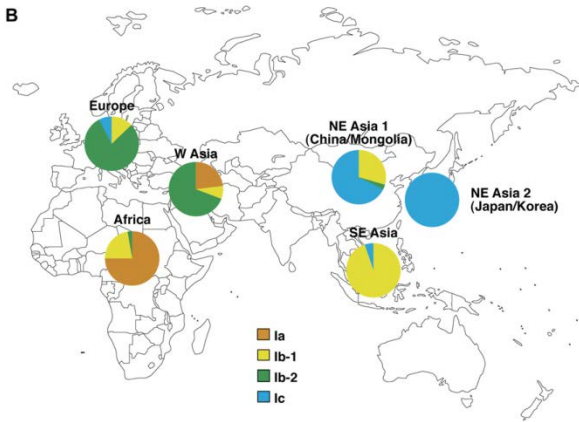 B
Europe
W Asia
NE Asia 1
(China/Mongolia)
NE Asia 2
(Japan/Korea)
Africa
SE Asia
Ia
Ib-1
Ib-2
Ic